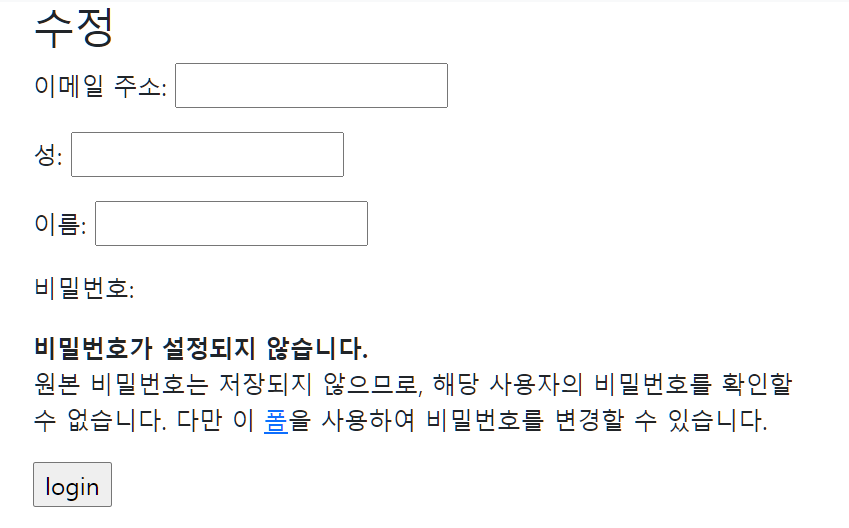 수정
이메일 주소:
성:
이름:
비밀번호:
비밀번호가 설정되지 않습니다.
원본 비밀번호는 저장되지 않으므로, 해당 사용자의 비밀번호를 확인할
수 없습니다. 다만 이 폼을 사용하여 비밀번호를 변경할 수 있습니다.
login